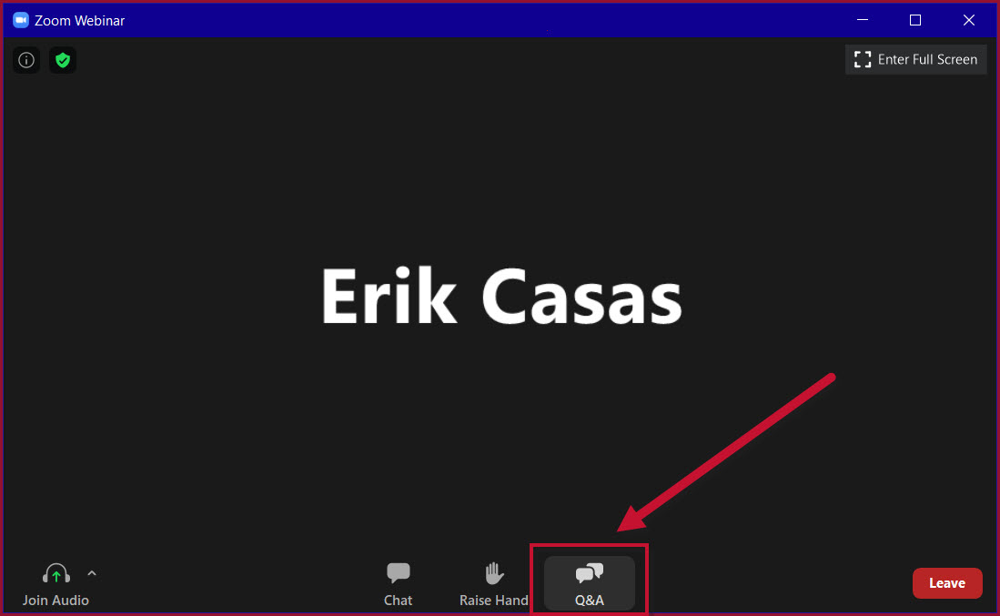 Zoom Webinar
Enter Full Screen
Erik Casas
Join Audio
Chat
Raise Hand
Q&A
Leave